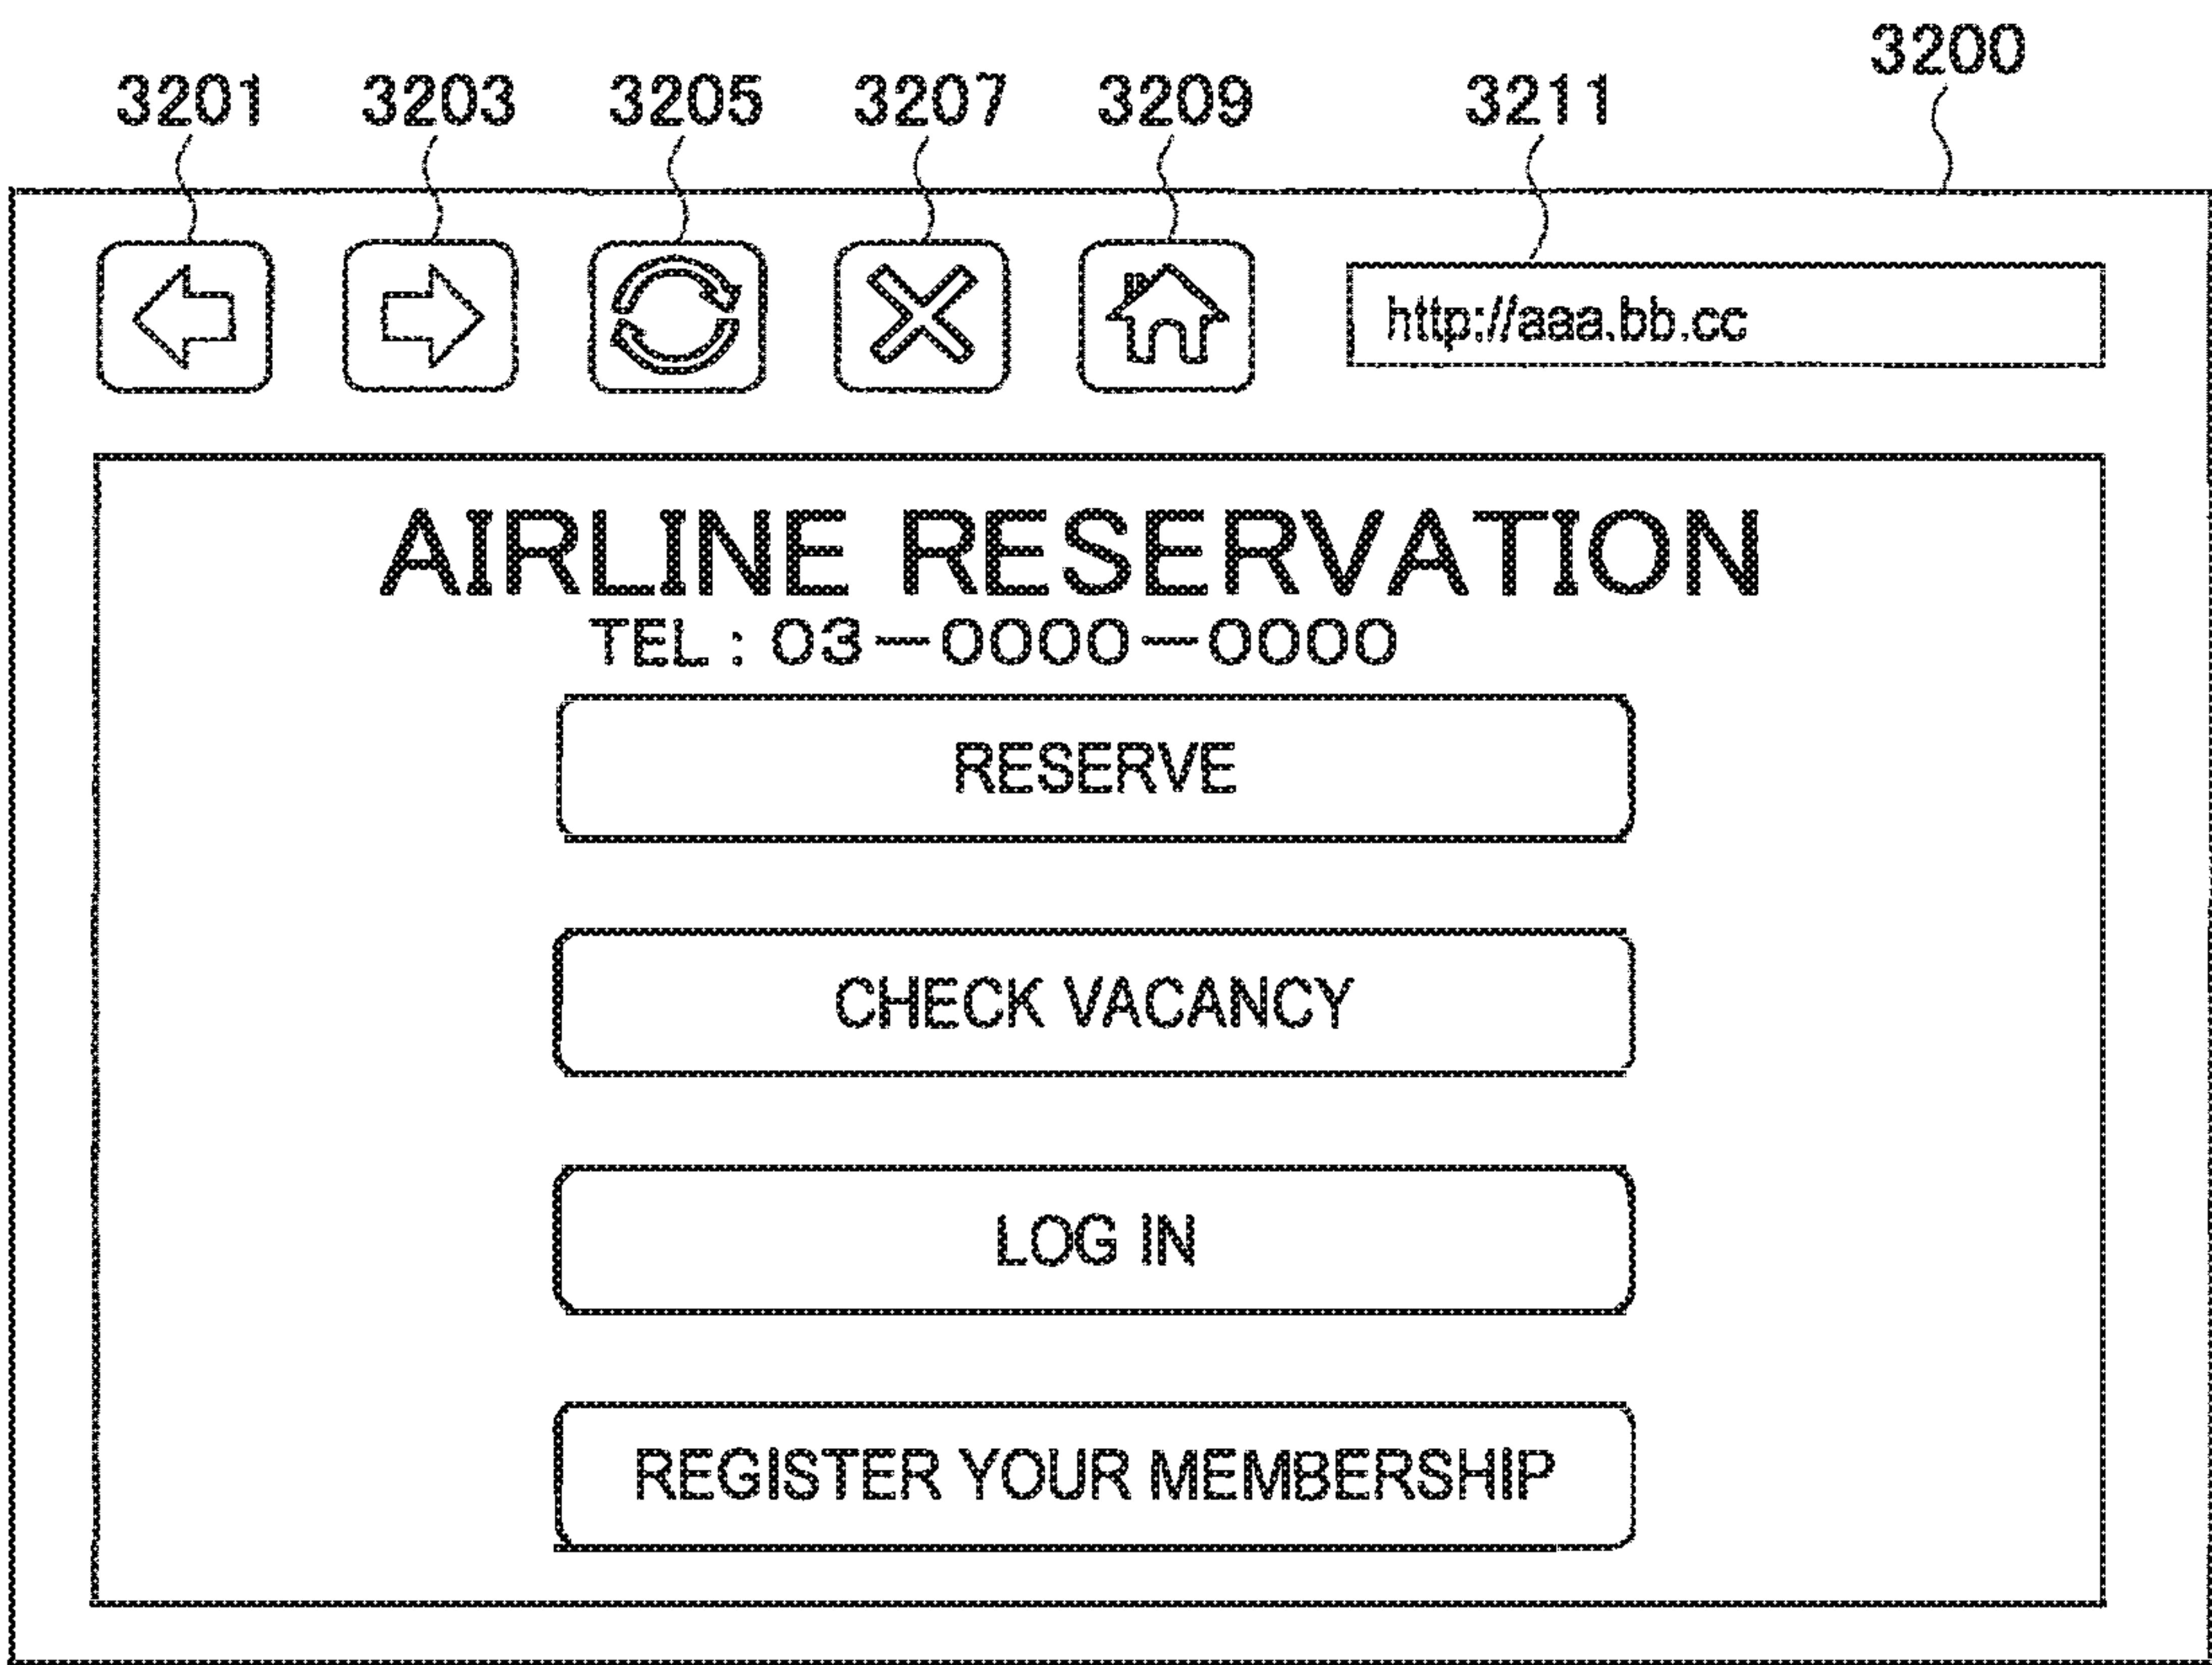 3200
3201 3203 3205 3207 3209 3211
http://aaa.bb.cc
AIRLINE RESERVATION
TEL : 03-0000-0000
RESERVE
CHECK VACANCY
LOG IN
REGISTER YOUR MEMBERSHIP